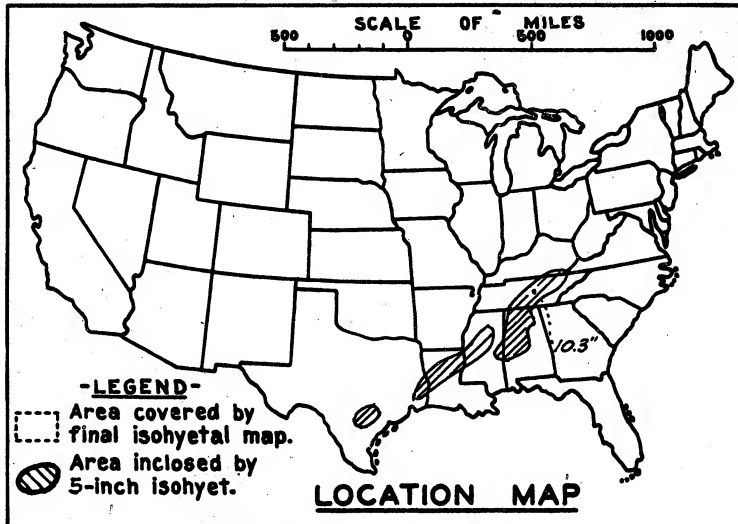 SCALE OF MILES
500 0 500 1000
10.3"
-LEGEND-
Area covered by
final isohyetal map.
Area inclosed by
5-inch isohyet.
LOCATION MAP